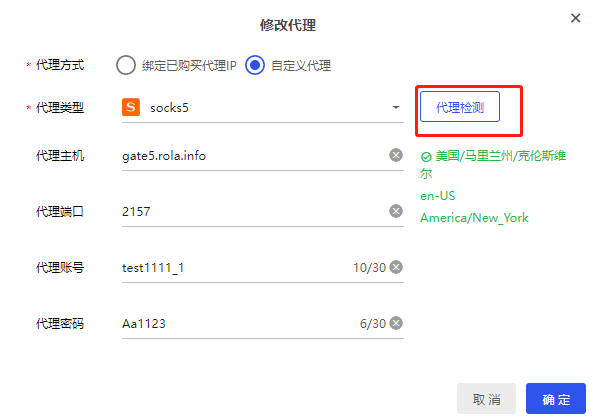 修改代理
* 代理方式 绑定已购买代理IP 自定义代理
* 代理类型 S socks5 代理检测
代理主机 gate5.rola.info 美国/马里兰州/克伦斯维
尔
en-US
代理端口 2157 America/New_York
代理账号 test1111_1 10/30
代理密码 Aa1123 6/30
取消 确定